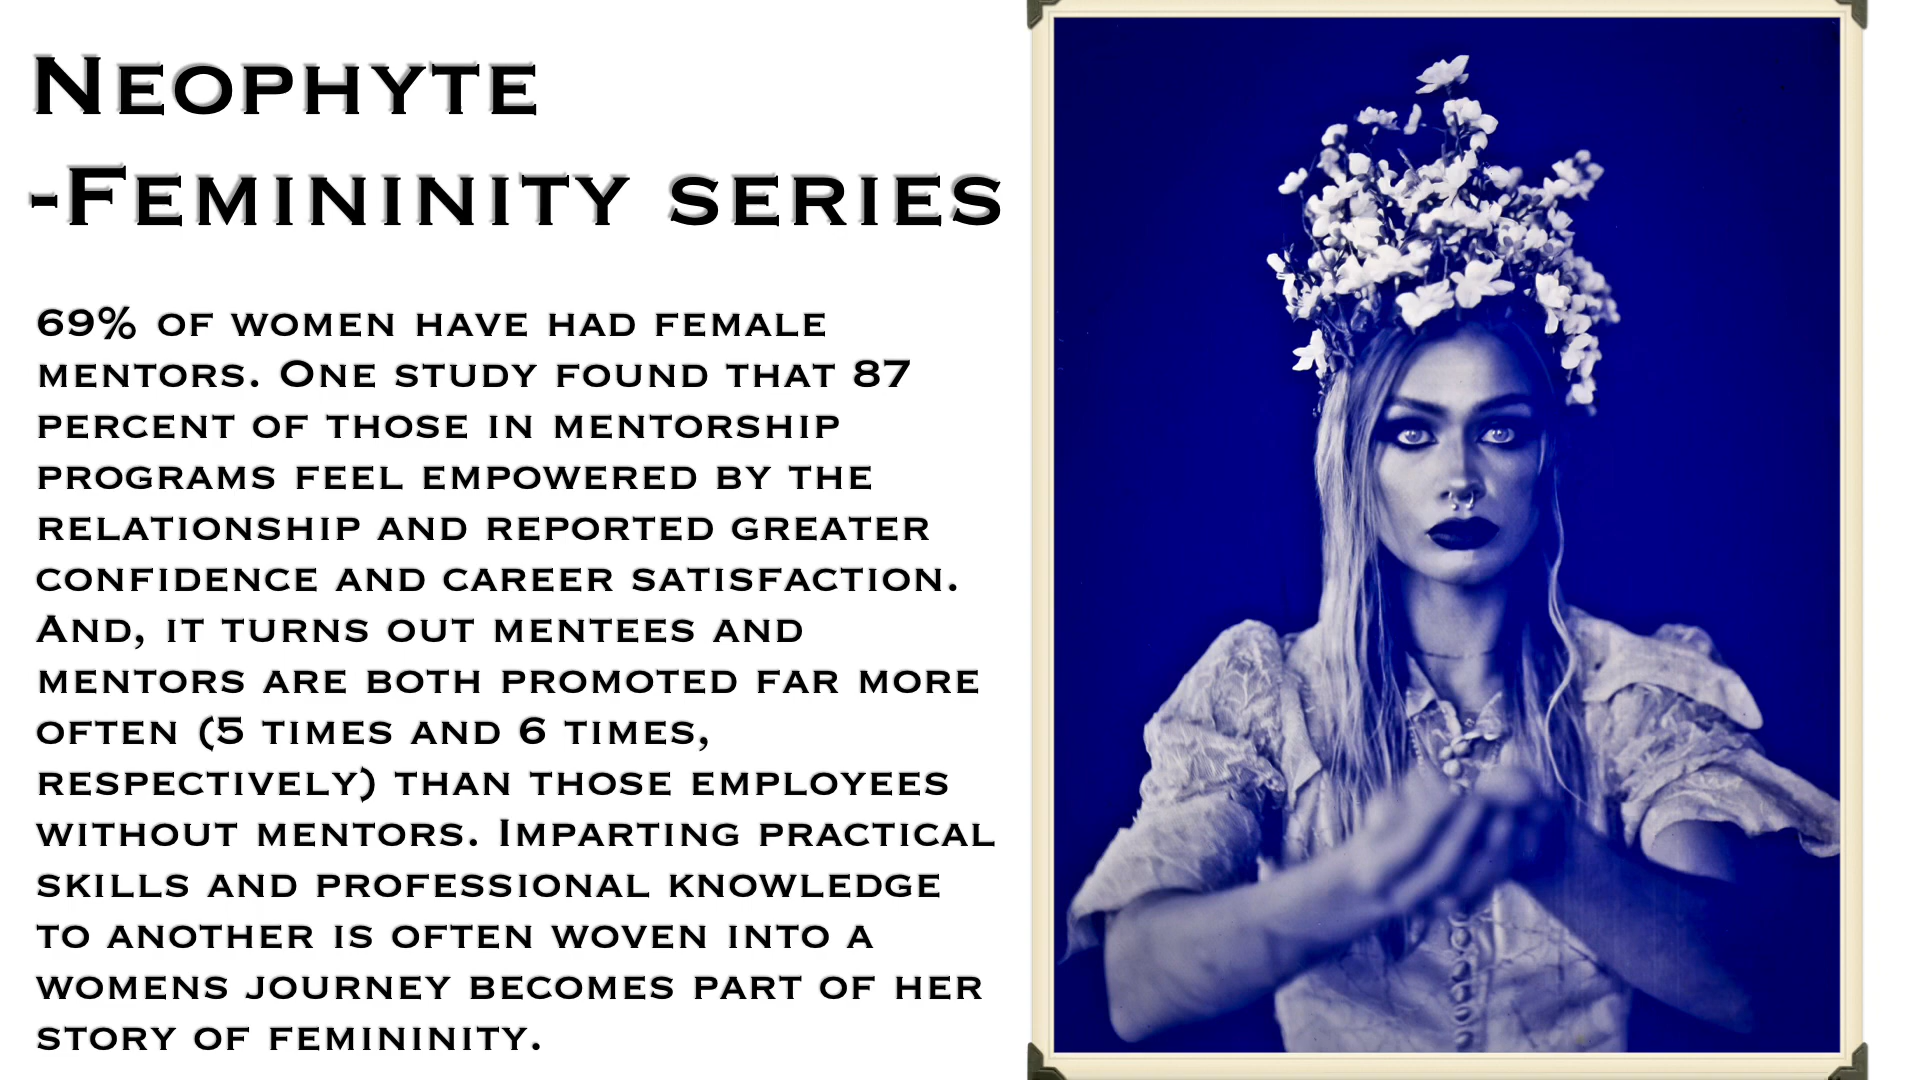 Neophyte
-Femininity series
69% of women have had female
mentors. One study found that 87
percent of those in mentorship
programs feel empowered by the
relationship and reported greater
confidence and career satisfaction.
And, it turns out mentees and
mentors are both promoted far more
often (5 times and 6 times,
respectively) than those employees
without mentors. Imparting practical
skills and professional knowledge
to another is often woven into a
womens journey becomes part of her
story of femininity.